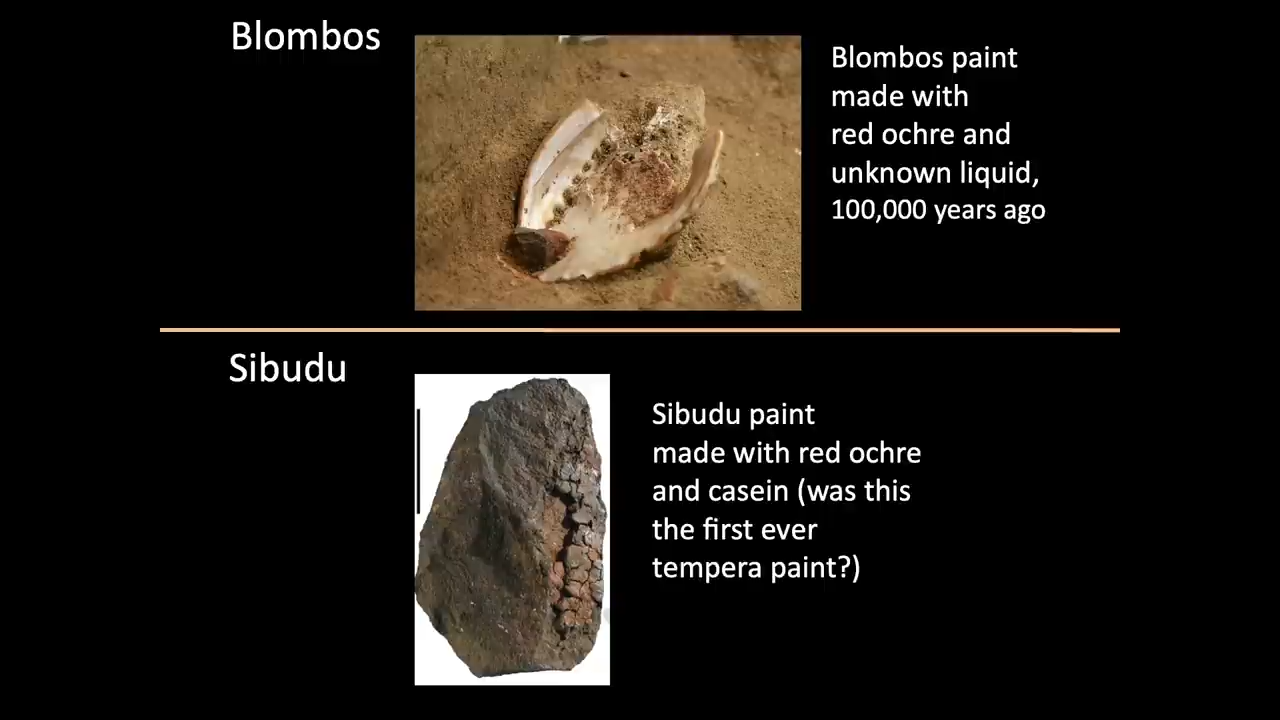 Blombos
Blombos paint
made with
red ochre and
unknown liquid,
100,000 years ago
Sibudu
Sibudu paint
made with red ochre
and casein (was this
the first ever
tempera paint?)